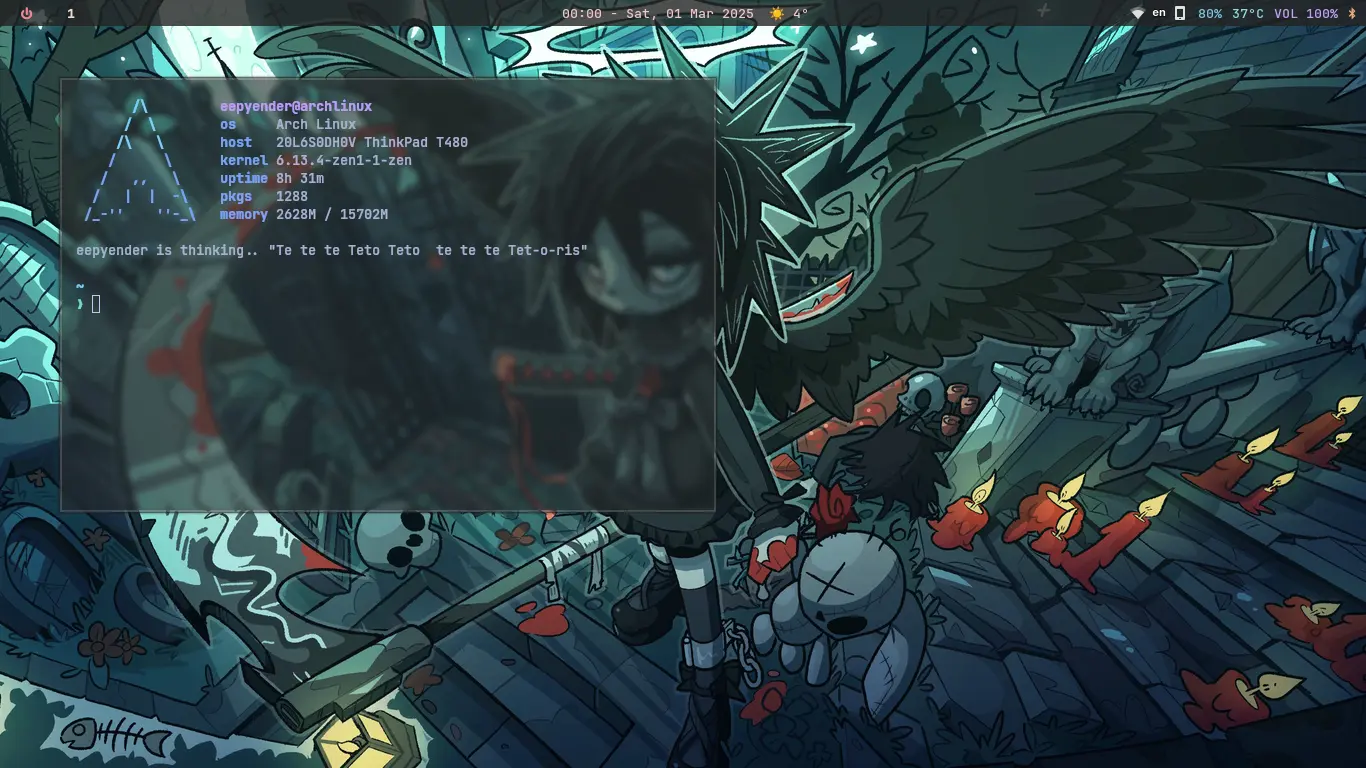 1 00:00 - Sat, 01 Mar 2025 4° en 80% 37°C VOL 100%
eepyender@archlinux
os Arch Linux
host 20L6S0DH0V ThinkPad T480
kernel 6.13.4-zen1-1-zen
uptime 8h 31m
pkgs 1288
memory 2628M / 15702M
eepyender is thinking.. "Te te te Teto Teto  te te te Tet-o-ris"
~
❯